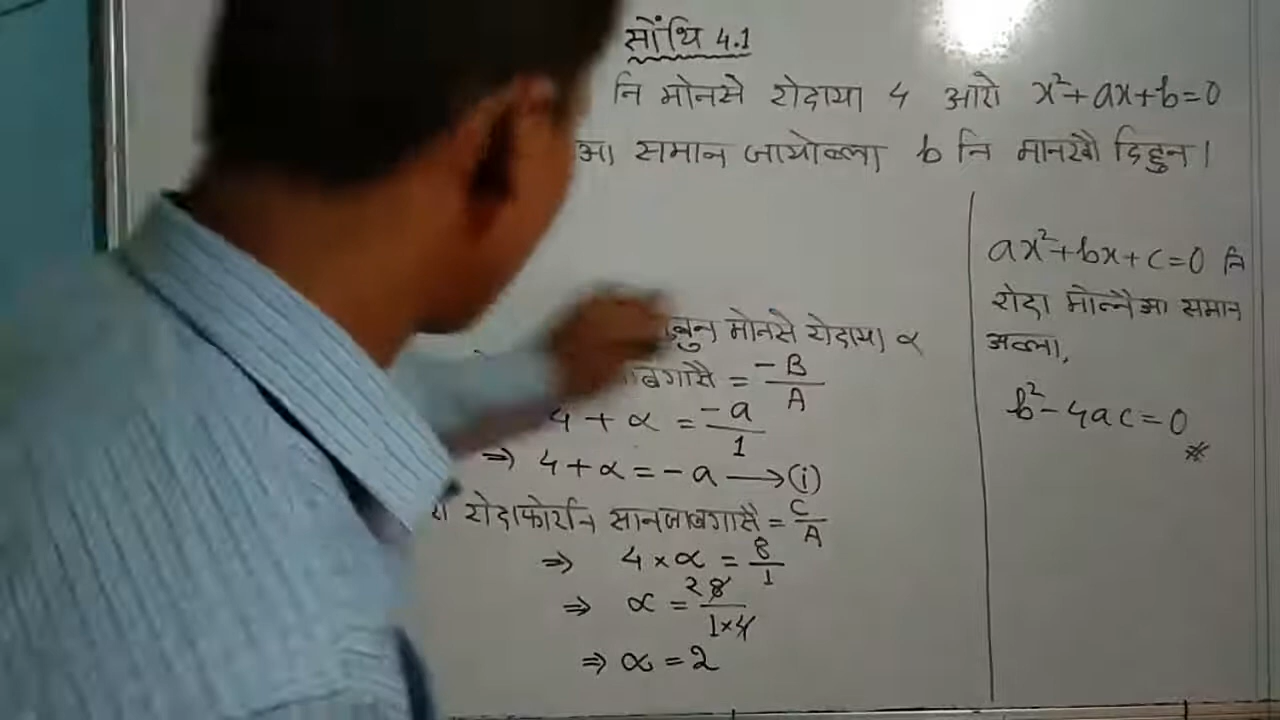 सोंथि 4.1
नि मोनसे रोदाया 4 आरो x²+ax+b=0
समान जायोब्ला b नि मानखौ दिहुन।
मोनसे रोदाया α
= -B/A
4 + α = -a/1
⇒ 4+α = -a ⟶ (i)
रोदाफोरनि सानजाबगासै = C/A
⇒ 4×α = 8/1
⇒ α = 2 8/1×4
⇒ α = 2
ax²+bx+c=0 नि
रोदा मोन्नैआ समान
अब्ला,
b²-4ac=0